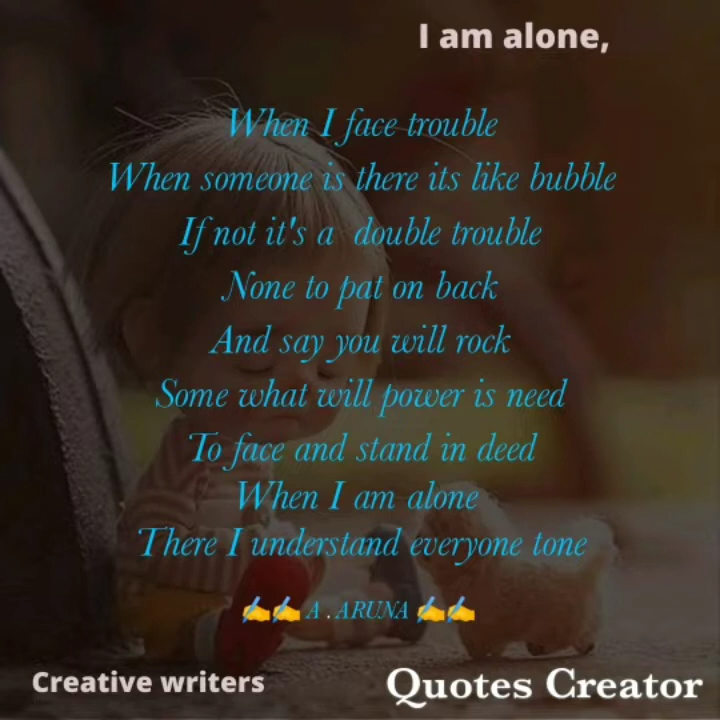 I am alone,
When I face trouble
When someone is there its like bubble
If not it's a  double trouble
None to pat on back
And say you will rock
Some what will power is need
To face and stand in deed
When I am alone
There I understand everyone tone
✍✍ A .ARUNA ✍✍
Creative writers
Quotes Creator